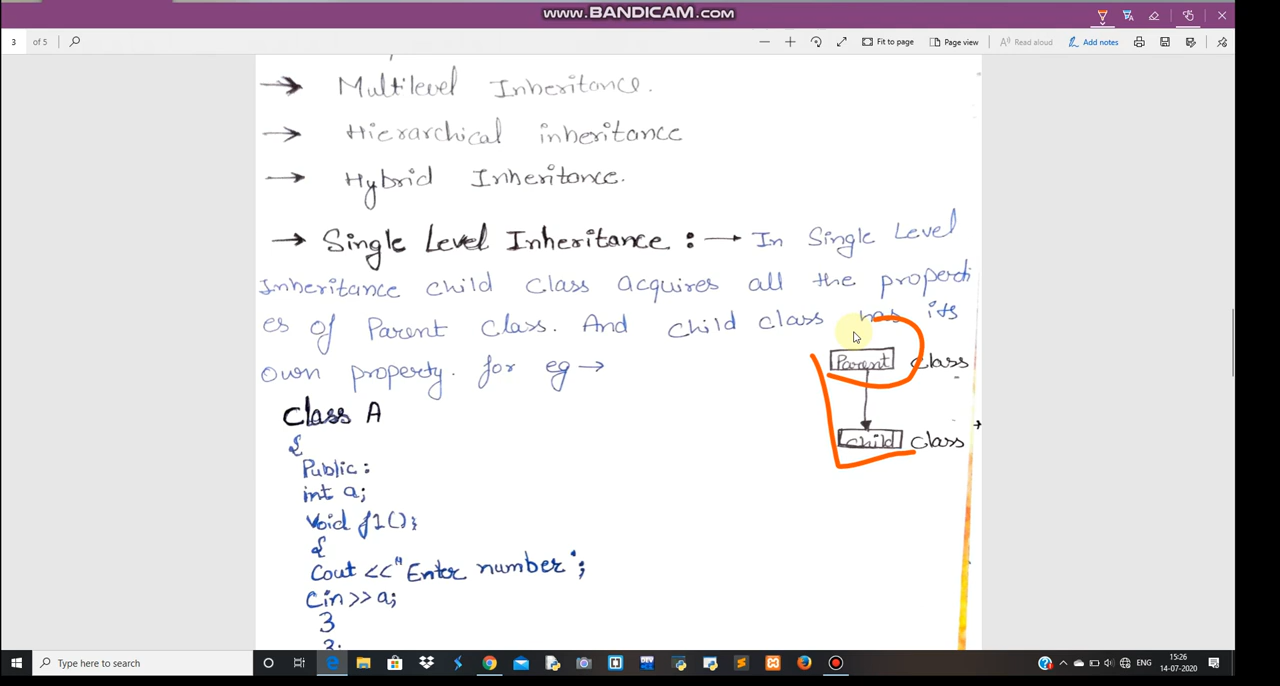 www.BANDICAM.com
3 of 5
Fit to page
Page view
Read aloud
Add notes
→ Multilevel Inheritance.
→ Hierarchical inheritance
→ Hybrid Inheritance.
→ Single Level Inheritance : → In Single Level
Inheritance child class acquires all the properti
es of Parent class. And child class has its
own property. for eg →
Parent class
child class
class A
{
Public :
int a;
void f1();
{
Cout <<"Enter number";
Cin>>a;
}
};
Type here to search
ENG
15:26
14-07-2020